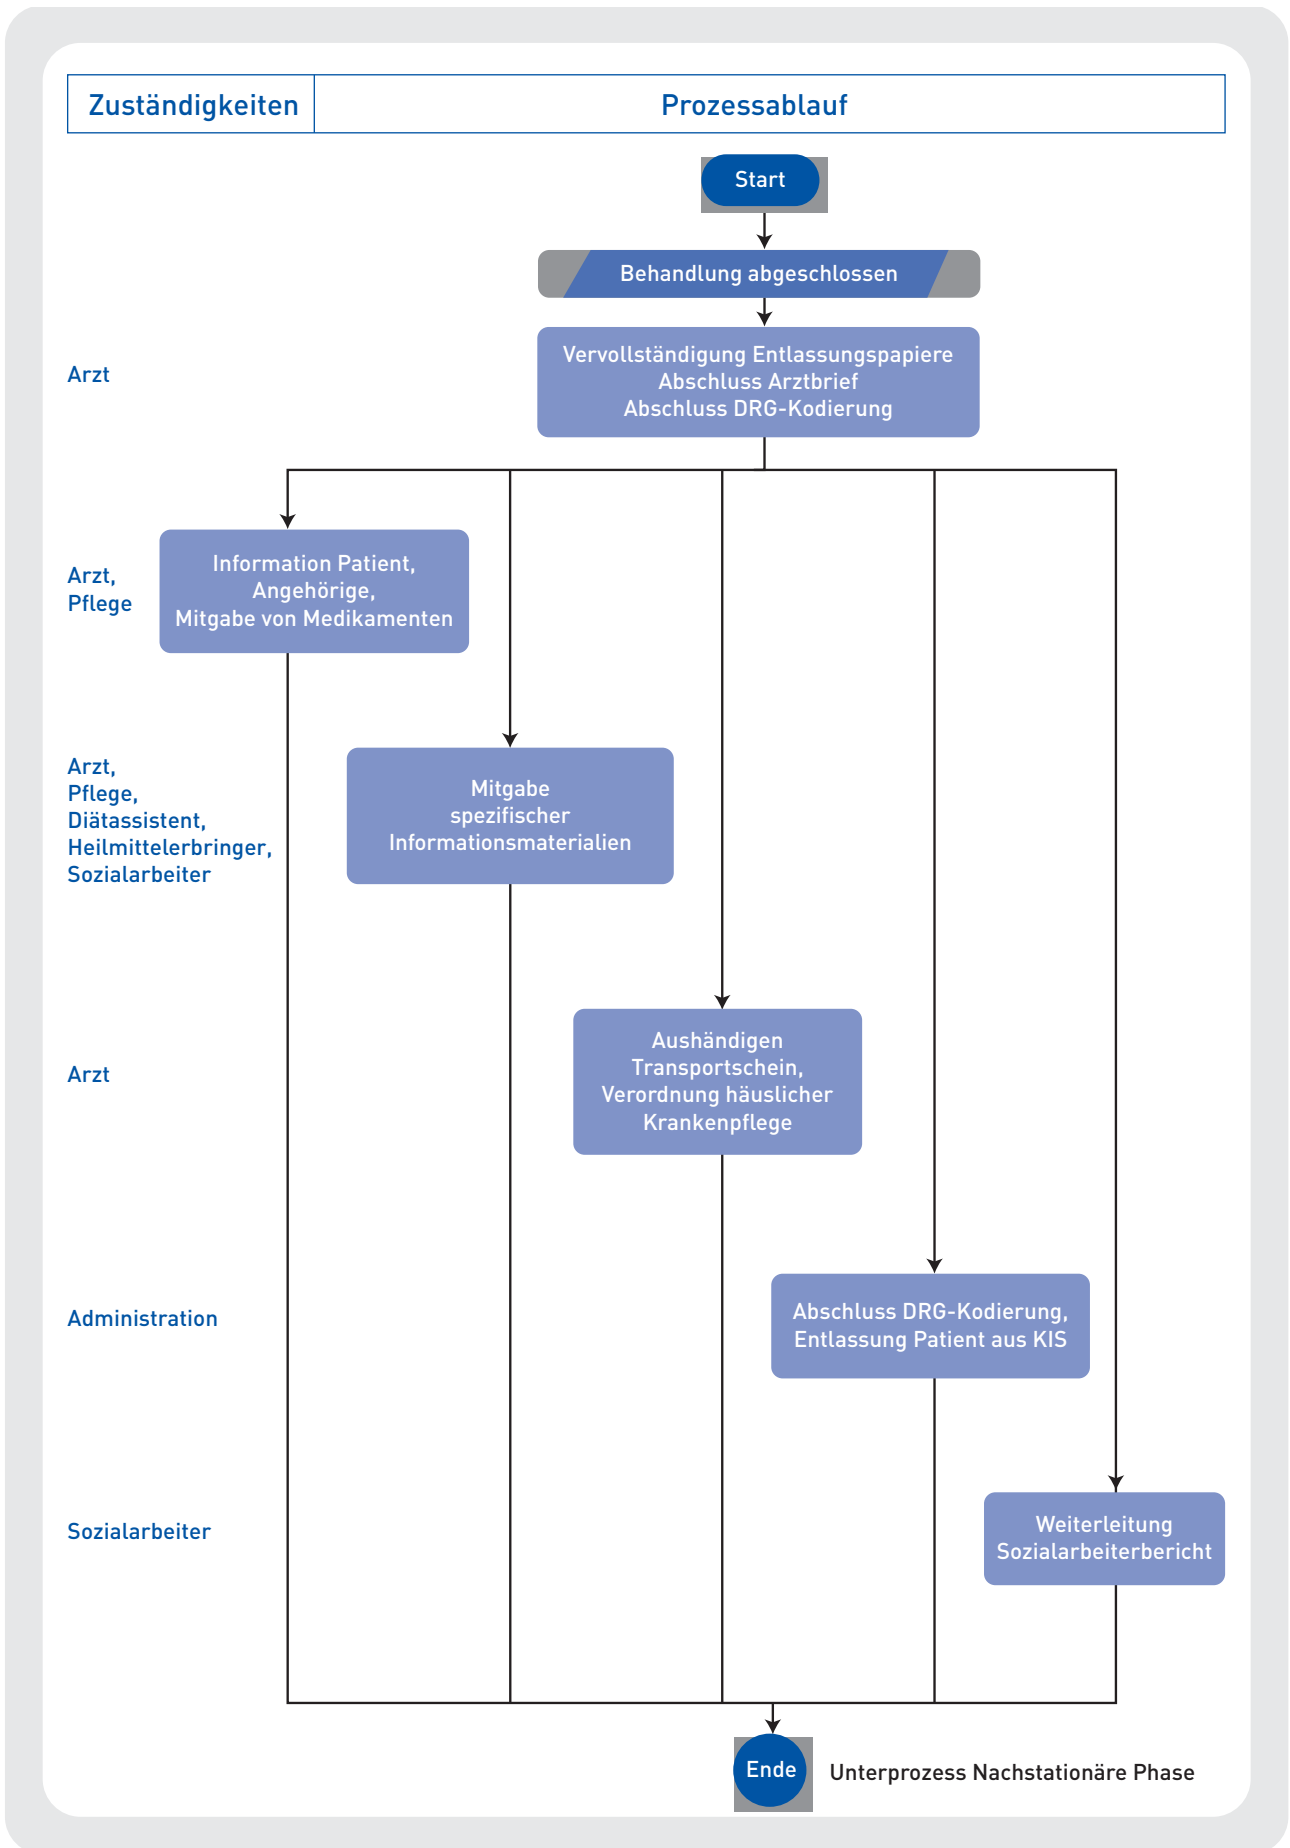 Zuständigkeiten
Prozessablauf
Start
Behandlung abgeschlossen
Arzt
Vervollständigung Entlassungspapiere
Abschluss Arztbrief
Abschluss DRG-Kodierung
Arzt,
Pflege
Information Patient,
Angehörige,
Mitgabe von Medikamenten
Arzt,
Pflege,
Diätassistent,
Heilmittelerbringer,
Sozialarbeiter
Mitgabe
spezifischer
Informationsmaterialien
Arzt
Aushändigen
Transportschein,
Verordnung häuslicher
Krankenpflege
Administration
Abschluss DRG-Kodierung,
Entlassung Patient aus KIS
Sozialarbeiter
Weiterleitung
Sozialarbeiterbericht
Ende
Unterprozess Nachstationäre Phase